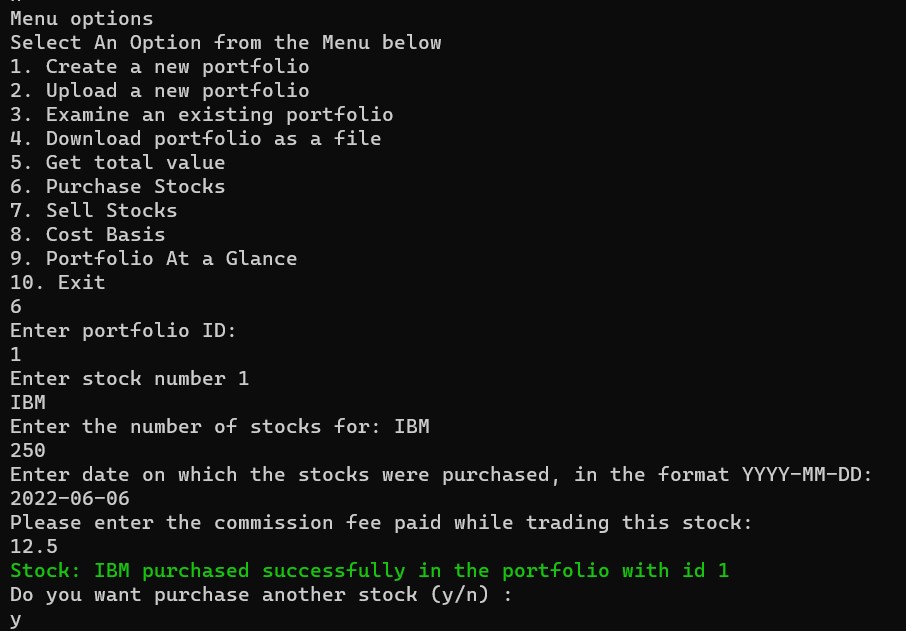 Menu options
Select An Option from the Menu below
1. Create a new portfolio
2. Upload a new portfolio
3. Examine an existing portfolio
4. Download portfolio as a file
5. Get total value
6. Purchase Stocks
7. Sell Stocks
8. Cost Basis
9. Portfolio At a Glance
10. Exit
6
Enter portfolio ID:
1
Enter stock number 1
IBM
Enter the number of stocks for: IBM
250
Enter date on which the stocks were purchased, in the format YYYY-MM-DD:
2022-06-06
Please enter the commission fee paid while trading this stock:
12.5
Stock: IBM purchased successfully in the portfolio with id 1
Do you want purchase another stock (y/n) :
y